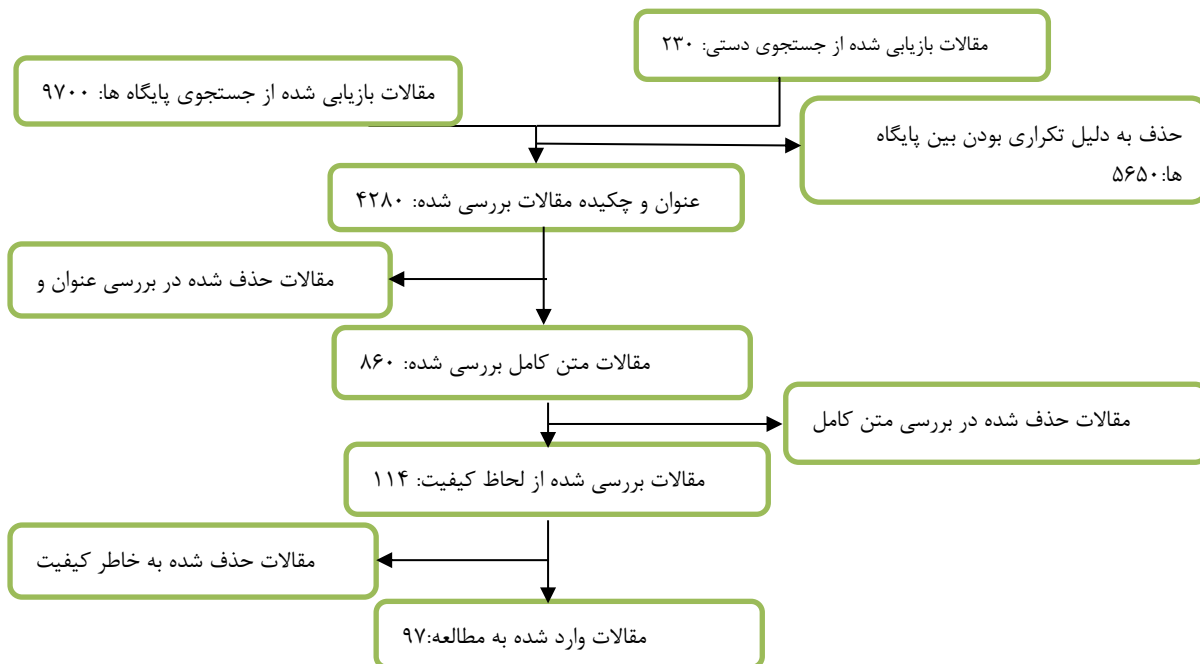 مقالات بازیابی شده از جستجوی دستی: ۲۳۰
مقالات بازیابی شده از جستجوی پایگاه ها: ۹۷۰۰
حذف به دلیل تکراری بودن بین پایگاه
ها:۵۶۵۰
عنوان و چکیده مقالات بررسی شده: ۴۲۸۰
مقالات حذف شده در بررسی عنوان و
مقالات متن کامل بررسی شده: ۸۶۰
مقالات حذف شده در بررسی متن کامل
مقالات بررسی شده از لحاظ کیفیت: ۱۱۴
مقالات حذف شده به خاطر کیفیت
مقالات وارد شده به مطالعه:۹۷